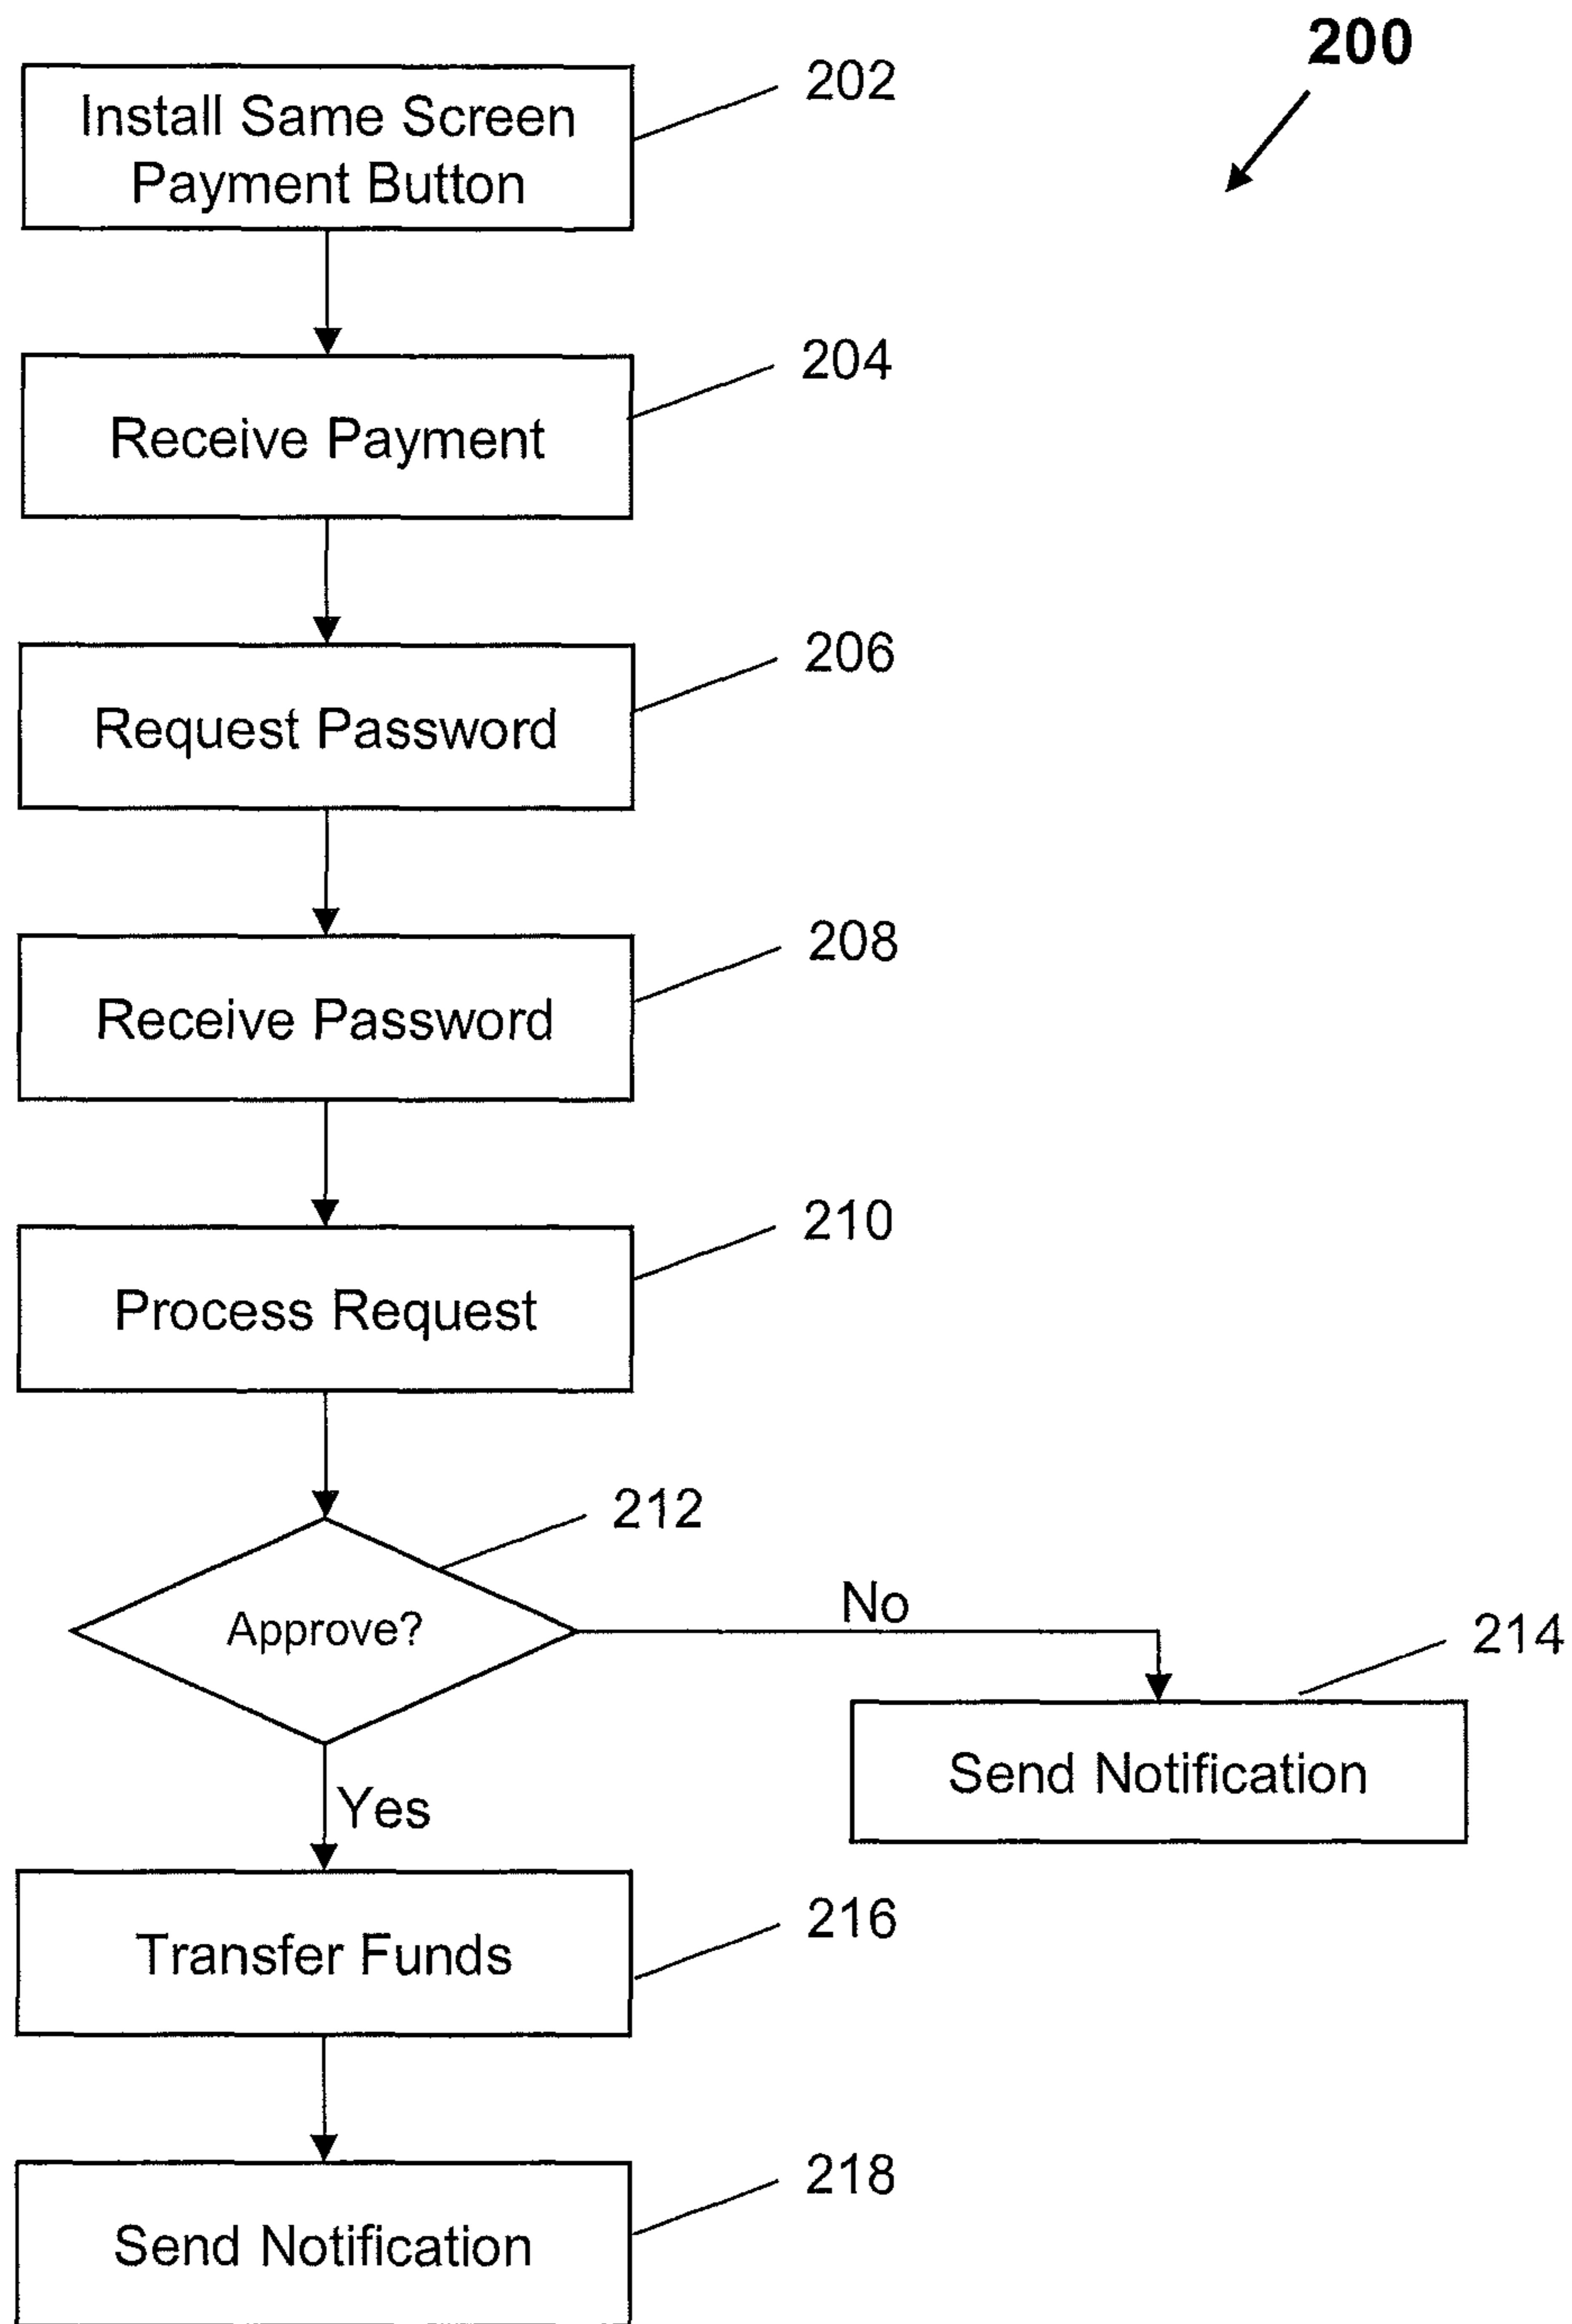 200
202
Install Same Screen
Payment Button
204
Receive Payment
206
Request Password
208
Receive Password
210
Process Request
212
Approve?
No
214
Send Notification
Yes
216
Transfer Funds
218
Send Notification